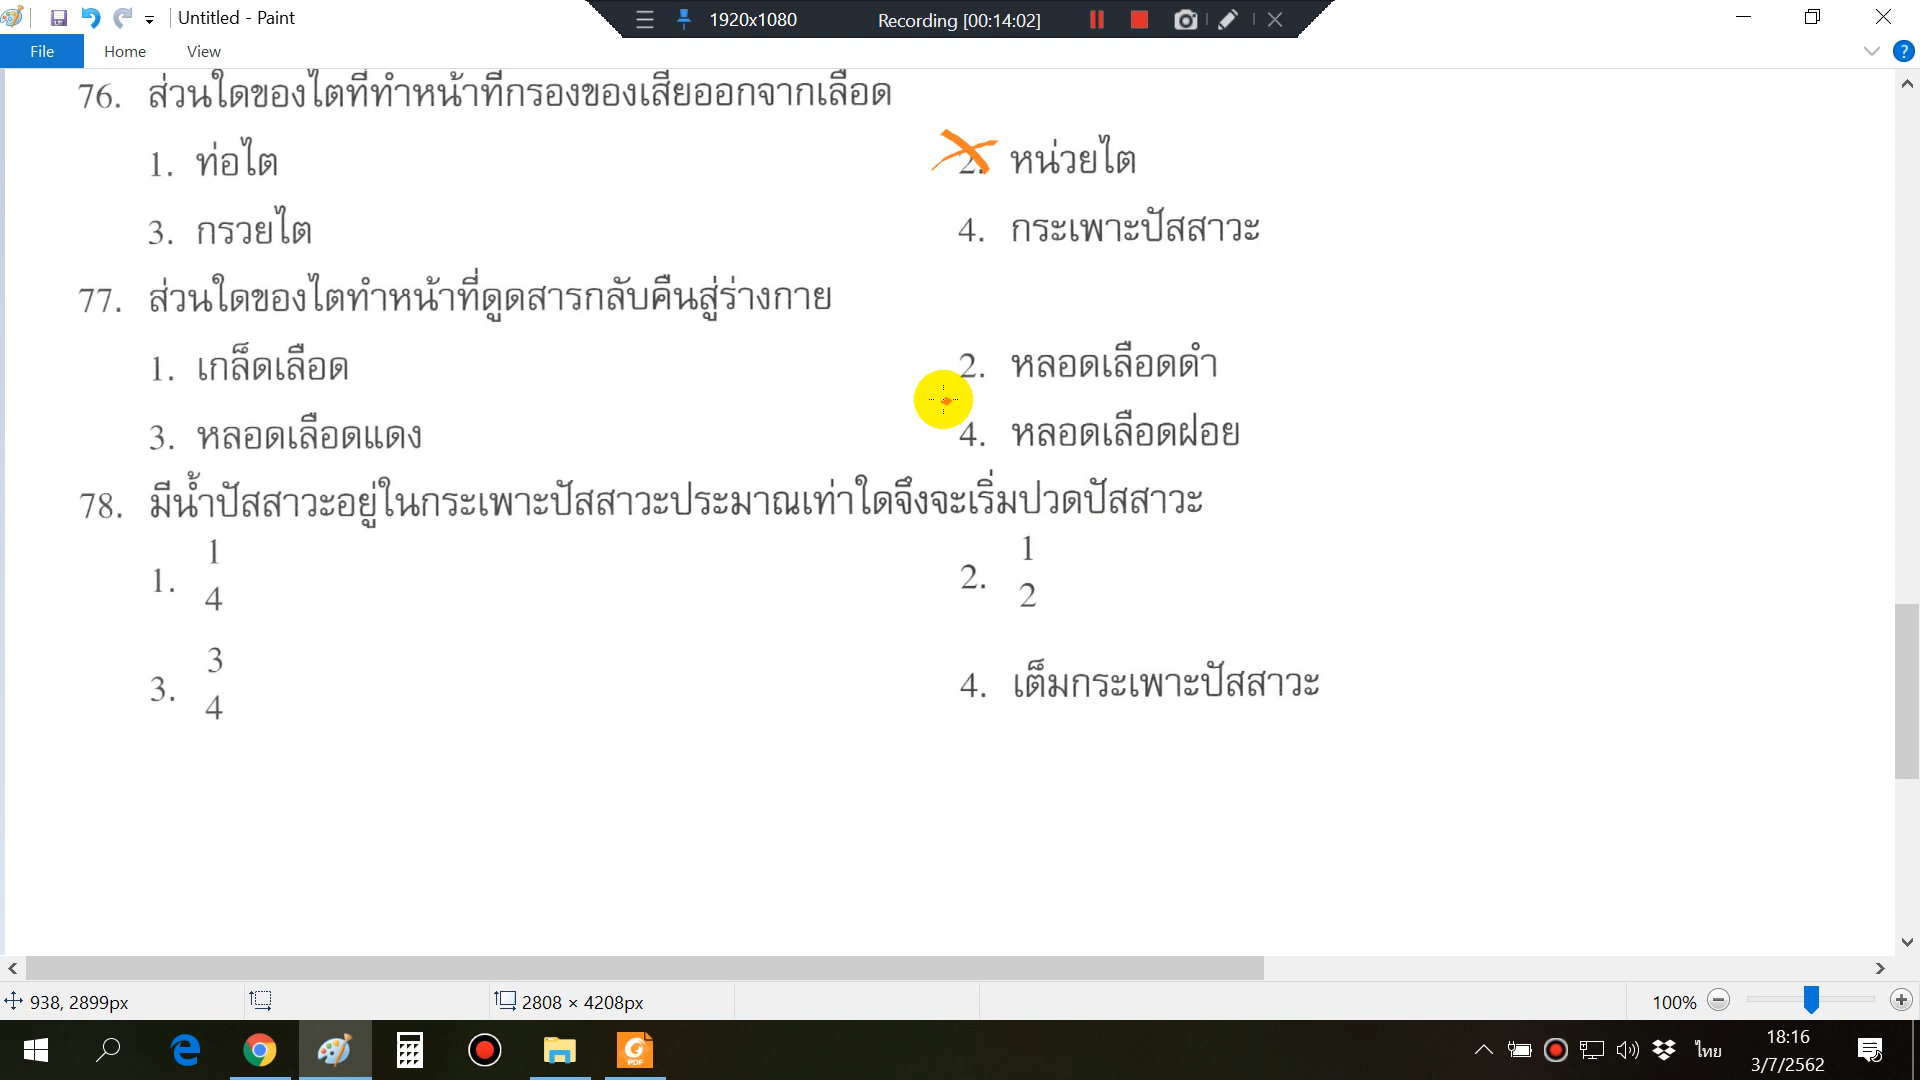 Untitled - Paint
1920x1080
Recording [00:14:02]
File
Home
View
76. ส่วนใดของไตที่ทำหน้าที่กรองของเสียออกจากเลือด
1. ท่อไต
2. หน่วยไต
3. กรวยไต
4. กระเพาะปัสสาวะ
77. ส่วนใดของไตทำหน้าที่ดูดสารกลับคืนสู่ร่างกาย
1. เกล็ดเลือด
2. หลอดเลือดดำ
3. หลอดเลือดแดง
4. หลอดเลือดฝอย
78. มีน้ำปัสสาวะอยู่ในกระเพาะปัสสาวะประมาณเท่าใดจึงจะเริ่มปวดปัสสาวะ
1. 1
4
2. 1
2
3. 3
4
4. เต็มกระเพาะปัสสาวะ
938, 2899px
2808 × 4208px
100%
PDF
ไทย
18:16
3/7/2562